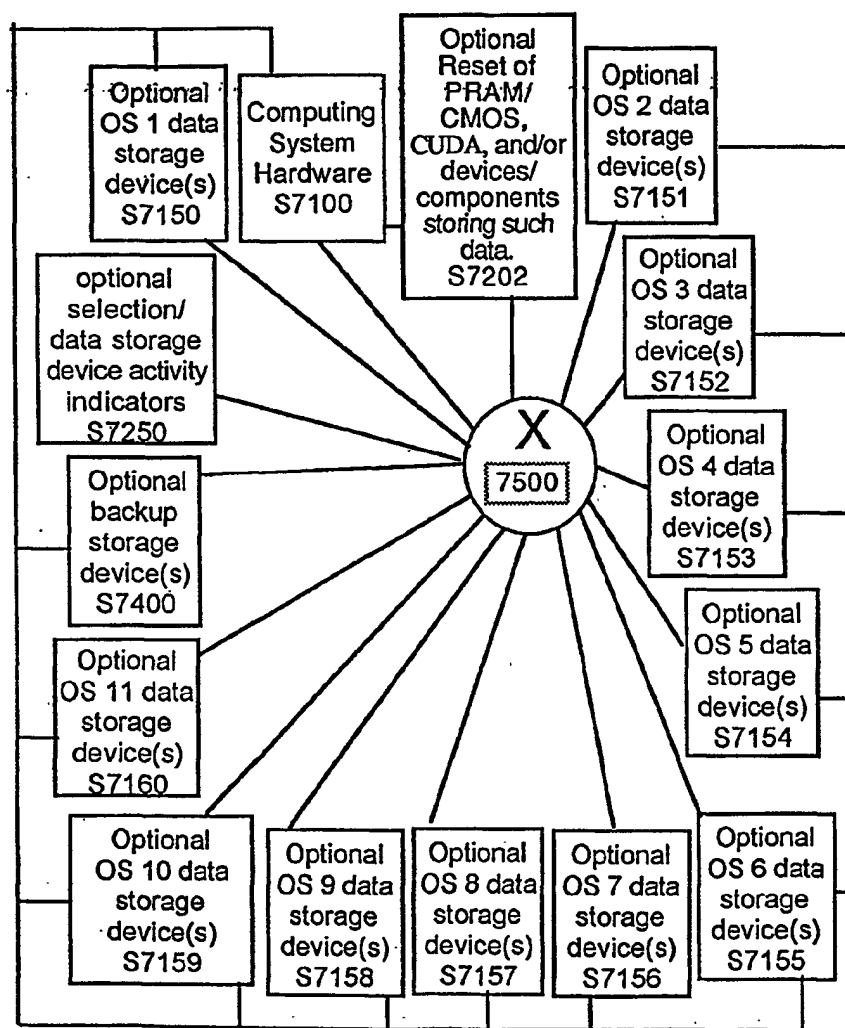 Optional
OS 1 data
storage
device(s)
S7150
Computing
System
Hardware
S7100
Optional
Reset of
PRAM/
CMOS,
CUDA, and/or
devices/
components
storing such
data.
S7202
Optional
OS 2 data
storage
device(s)
S7151
optional
selection/
data storage
device activity
indicators
S7250
Optional
OS 3 data
storage
device(s)
S7152
X
7500
Optional
OS 4 data
storage
device(s)
S7153
Optional
backup
storage
device(s)
S7400
Optional
OS 5 data
storage
device(s)
S7154
Optional
OS 11 data
storage
device(s)
S7160
Optional
OS 10 data
storage
device(s)
S7159
Optional
OS 9 data
storage
device(s)
S7158
Optional
OS 8 data
storage
device(s)
S7157
Optional
OS 7 data
storage
device(s)
S7156
Optional
OS 6 data
storage
device(s)
S7155